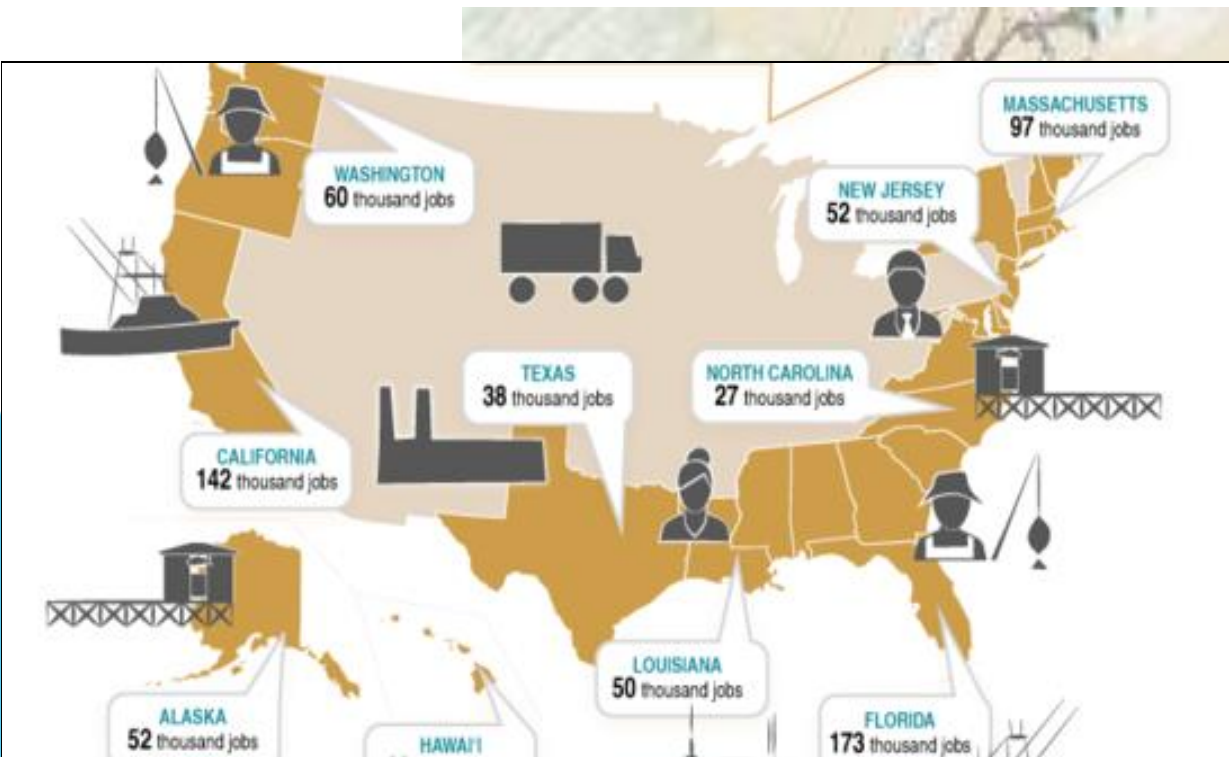 MASSACHUSETTS
97 thousand jobs
WASHINGTON
60 thousand jobs
NEW JERSEY
52 thousand jobs
TEXAS
38 thousand jobs
NORTH CAROLINA
27 thousand jobs
CALIFORNIA
142 thousand jobs
LOUISIANA
50 thousand jobs
ALASKA
52 thousand jobs
HAWAI'I
FLORIDA
173 thousand jobs